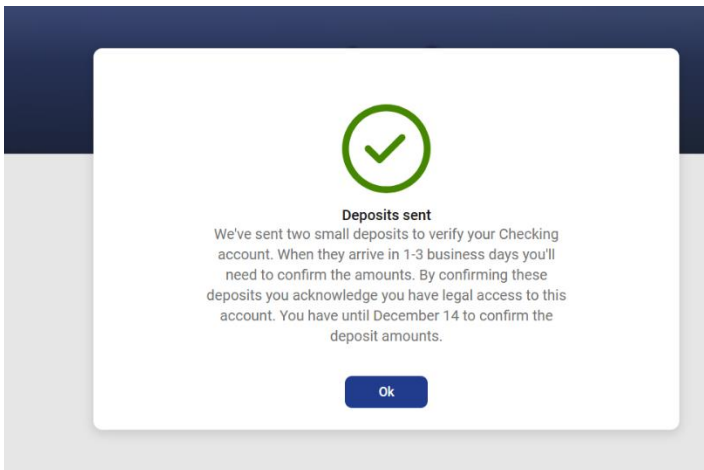 Deposits sent
We've sent two small deposits to verify your Checking
account. When they arrive in 1-3 business days you'll
need to confirm the amounts. By confirming these
deposits you acknowledge you have legal access to this
account. You have until December 14 to confirm the
deposit amounts.
Ok